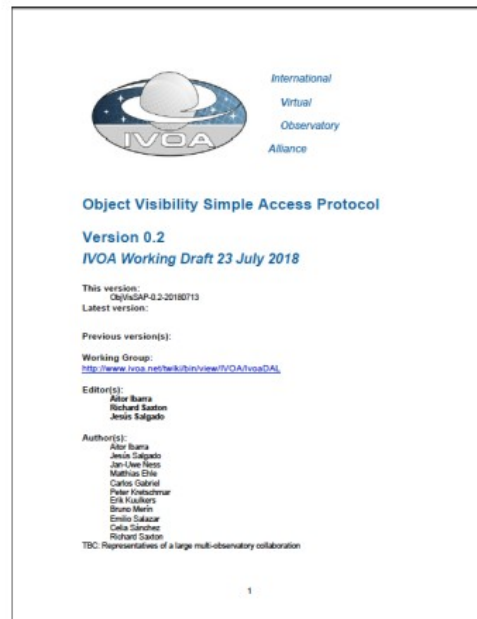 IVOA
International
Virtual
Observatory
Alliance
Object Visibility Simple Access Protocol
Version 0.2
IVOA Working Draft 23 July 2018
This version:
ObjVisSAP-0.2-20180713
Latest version:
Previous version(s):
Working Group:
http://www.ivoa.net/twiki/bin/view/IVOA/IvoaDAL
Editor(s):
Aitor Ibarra
Richard Saxton
Jesús Salgado
Author(s):
Aitor Ibarra
Jesús Salgado
Jan-Uwe Ness
Matthias Ehle
Carlos Gabriel
Peter Kretschmar
Erik Kuulkers
Bruno Merín
Emilio Salazar
Celia Sánchez
Richard Saxton
TBC: Representatives of a large multi-observatory collaboration
1